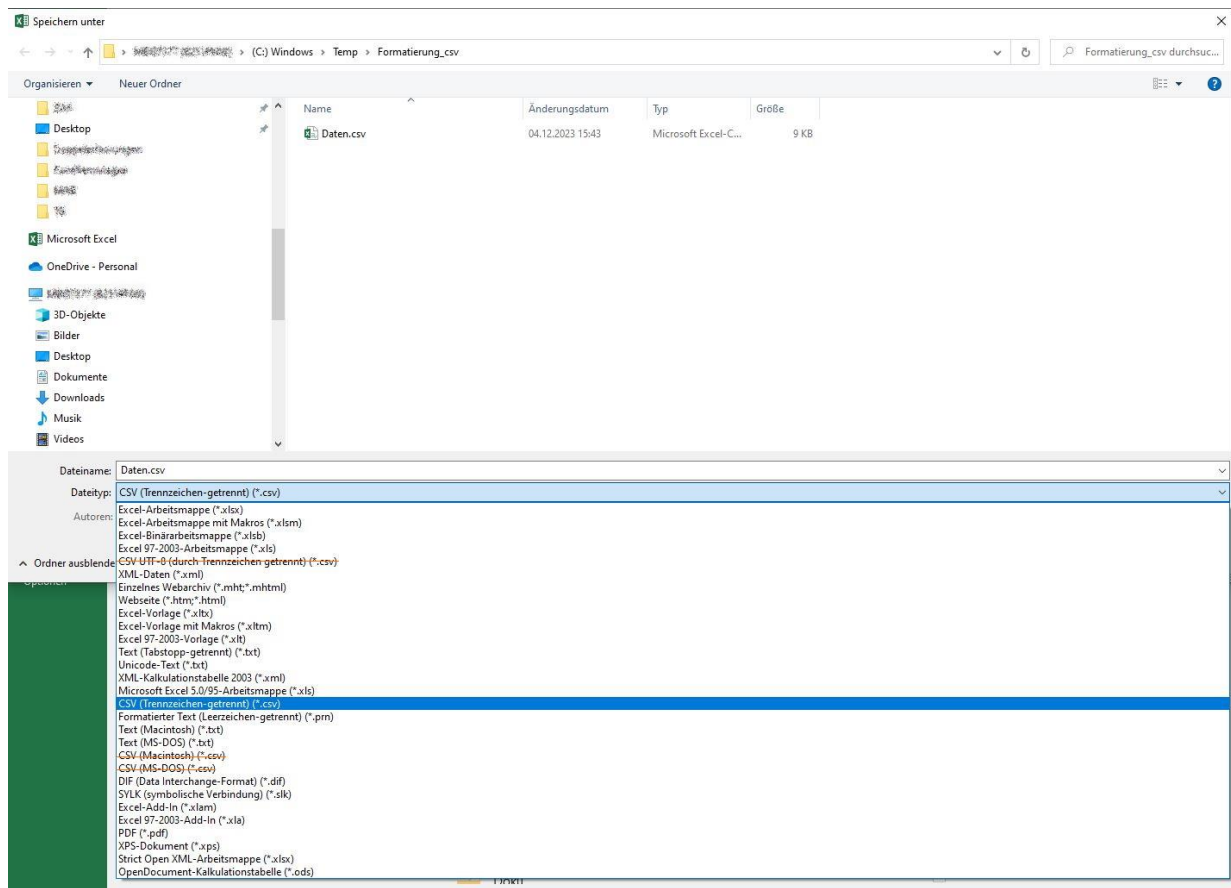 Speichern unter
(C:) Windows > Temp > Formatierung_csv
Formatierung_csv durchsuc...
Organisieren
Neuer Ordner
Name
Änderungsdatum
Typ
Größe
Daten.csv
04.12.2023 15:43
Microsoft Excel-C...
9 KB
Desktop
Microsoft Excel
OneDrive - Personal
3D-Objekte
Bilder
Desktop
Dokumente
Downloads
Musik
Videos
Dateiname: Daten.csv
Dateityp: CSV (Trennzeichen-getrennt) (*.csv)
Autoren:
Excel-Arbeitsmappe (*.xlsx)
Excel-Arbeitsmappe mit Makros (*.xlsm)
Excel-Binärarbeitsmappe (*.xlsb)
Excel 97-2003-Arbeitsmappe (*.xls)
Ordner ausblende
CSV UTF-8 (durch Trennzeichen getrennt) (*.csv)
XML-Daten (*.xml)
Optionen
Einzelnes Webarchiv (*.mht;*.mhtml)
Webseite (*.htm;*.html)
Excel-Vorlage (*.xltx)
Excel-Vorlage mit Makros (*.xltm)
Excel 97-2003-Vorlage (*.xlt)
Text (Tabstopp-getrennt) (*.txt)
Unicode-Text (*.txt)
XML-Kalkulationstabelle 2003 (*.xml)
Microsoft Excel 5.0/95-Arbeitsmappe (*.xls)
CSV (Trennzeichen-getrennt) (*.csv)
Formatierter Text (Leerzeichen-getrennt) (*.prn)
Text (Macintosh) (*.txt)
Text (MS-DOS) (*.txt)
CSV (Macintosh) (*.csv)
CSV (MS-DOS) (*.csv)
DIF (Data Interchange-Format) (*.dif)
SYLK (symbolische Verbindung) (*.slk)
Excel-Add-In (*.xlam)
Excel 97-2003-Add-In (*.xla)
PDF (*.pdf)
XPS-Dokument (*.xps)
Strict Open XML-Arbeitsmappe (*.xlsx)
OpenDocument-Kalkulationstabelle (*.ods)